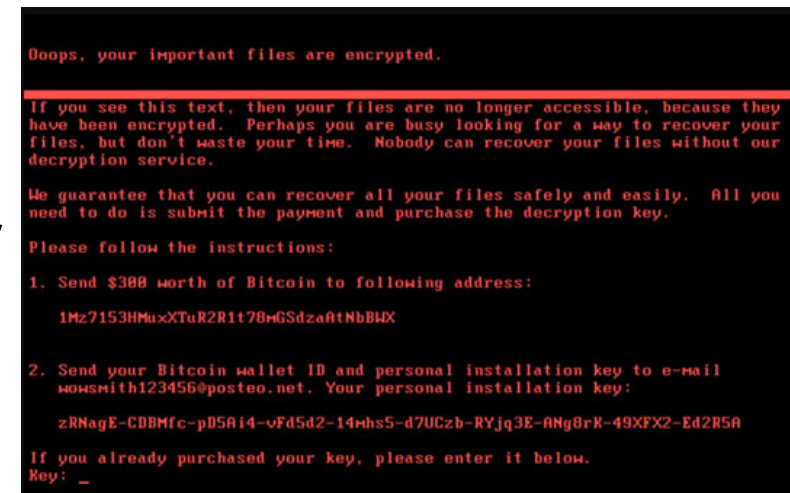 Ooops, your important files are encrypted.
If you see this text, then your files are no longer accessible, because they
have been encrypted. Perhaps you are busy looking for a way to recover your
files, but don't waste your time. Nobody can recover your files without our
decryption service.
We guarantee that you can recover all your files safely and easily. All you
need to do is submit the payment and purchase the decryption key.
Please follow the instructions:
1. Send $300 worth of Bitcoin to following address:
1Mz7153HMuxXTuR2R1t78mGSdzaAtNbBWX
2. Send your Bitcoin wallet ID and personal installation key to e-mail
wowsmith123456@posteo.net. Your personal installation key:
zRNagE-CDBMfc-pD5Ai4-vFd5d2-14mhs5-d7UCzb-RYjq3E-ANg8rK-49XFX2-Ed2R5A
If you already purchased your key, please enter it below.
Key: _